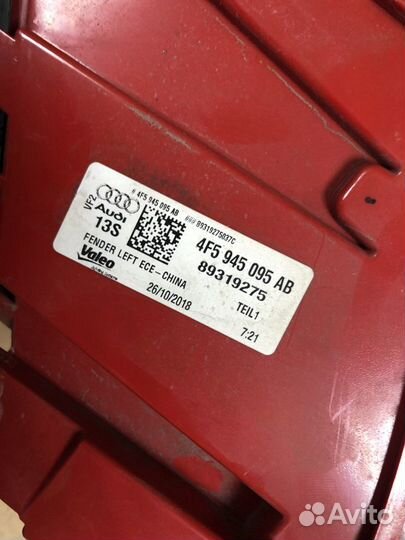 # 4F5 945 095 AB ### 89319275037C
VF2
Audi
13S
4F5 945 095 AB
89319275
FENDER LEFT ECE-CHINA
Valeo
26/10/2018
TEIL1
7:21
Avito